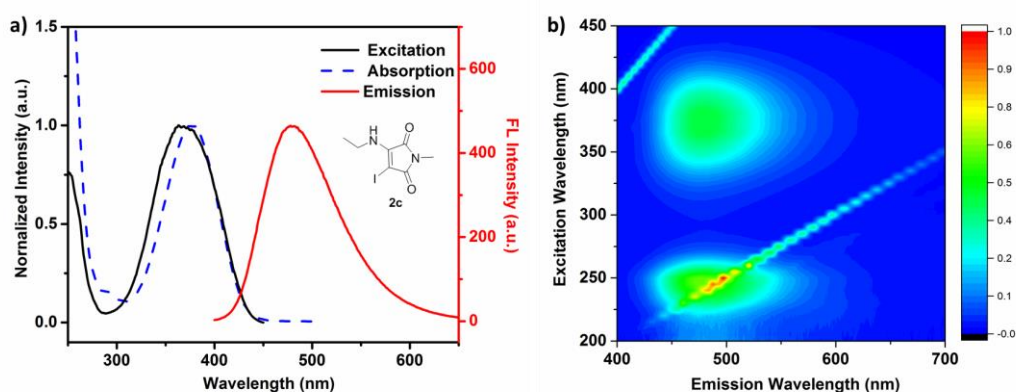 a)
Normalized Intensity (a.u.)
1.5
1.0
0.5
0.0
300
400
500
600
Wavelength (nm)
Excitation
Absorption
Emission
H
N
O
N
I
O
2c
600
400
200
0
FL Intensity (a.u.)
b)
Excitation Wavelength (nm)
450
400
350
300
250
200
400
500
600
700
Emission Wavelength (nm)
1.0
0.9
0.8
0.7
0.6
0.5
0.4
0.3
0.2
0.1
-0.0